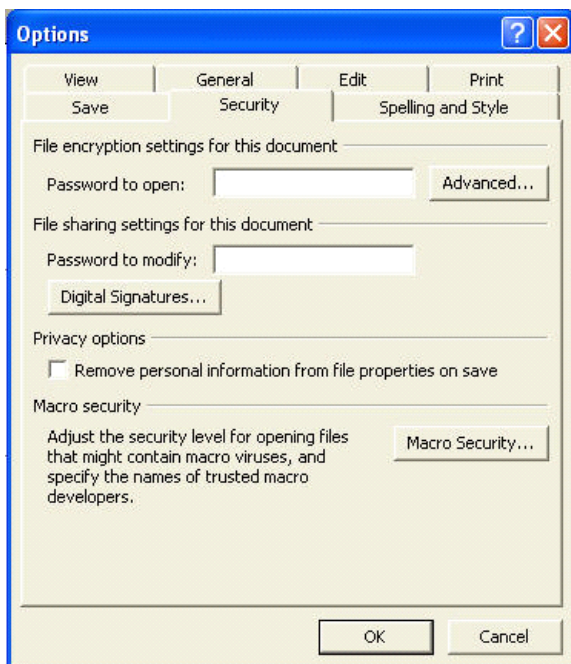 Options
View General Edit Print
Save Security Spelling and Style
File encryption settings for this document
Password to open: Advanced...
File sharing settings for this document
Password to modify:
Digital Signatures...
Privacy options
Remove personal information from file properties on save
Macro security
Adjust the security level for opening files
that might contain macro viruses, and
specify the names of trusted macro
developers.
Macro Security...
OK Cancel